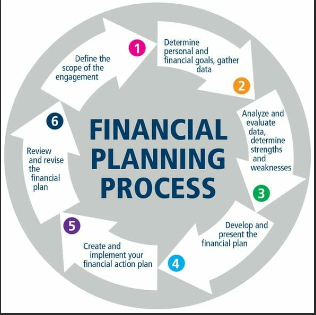 Define the
scope of the
engagement
1
Determine
personal and
financial goals, gather
data
2
Analyze and
evaluate
data,
determine
strengths
and
weaknesses
3
Develop and
present the
financial plan
4
Create and
implement your
financial action plan
5
Review
and revise
the
financial
plan
6
FINANCIAL
PLANNING
PROCESS